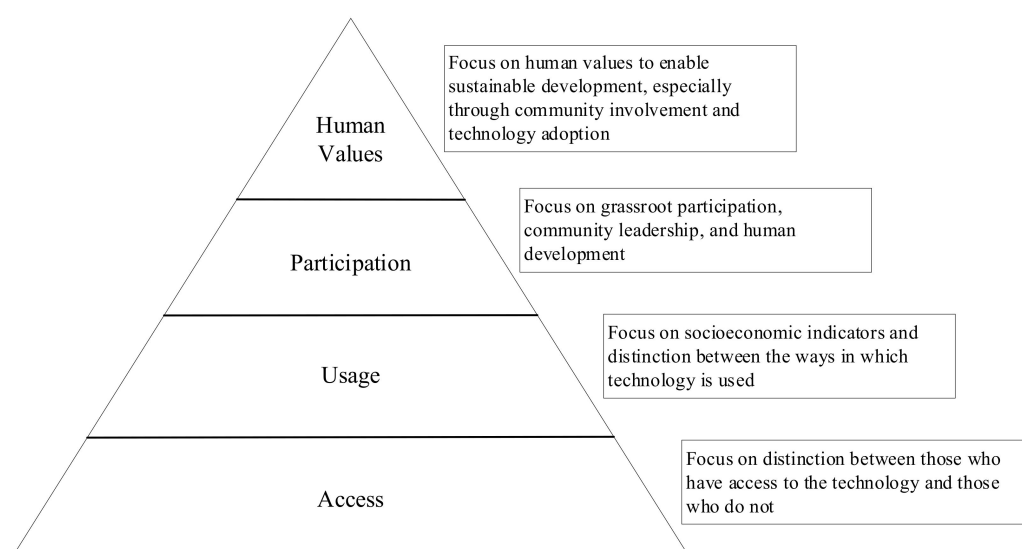 Human
Values
Focus on human values to enable
sustainable development, especially
through community involvement and
technology adoption
Participation
Focus on grassroot participation,
community leadership, and human
development
Usage
Focus on socioeconomic indicators and
distinction between the ways in which
technology is used
Access
Focus on distinction between those who
have access to the technology and those
who do not